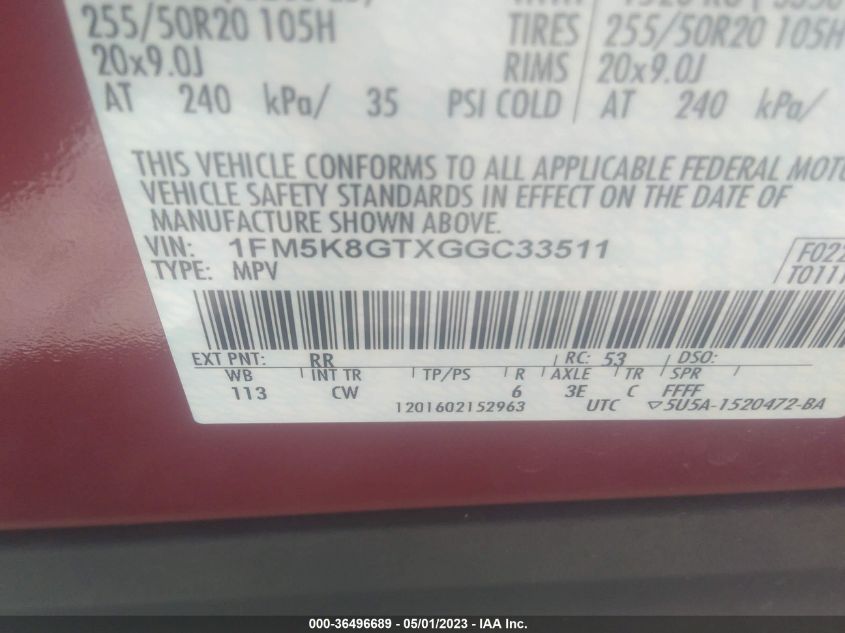 255/50R20 105H TIRES 255/50R20 105H
20x9.0J RIMS 20x9.0J
AT 240 kPa/ 35 PSI COLD AT 240 kPa/
THIS VEHICLE CONFORMS TO ALL APPLICABLE FEDERAL MOTO
VEHICLE SAFETY STANDARDS IN EFFECT ON THE DATE OF
MANUFACTURE SHOWN ABOVE.
VIN: 1FM5K8GTXGGC33511
TYPE: MPV
F022
T011
EXT PNT: RR RC: 53 DSO:
WB INT TR TP/PS R AXLE TR SPR
113 CW 6 3E C FFFF
1201602152963 UTC ▽5U5A-1520472-BA
000-36496689 - 05/01/2023 - IAA Inc.